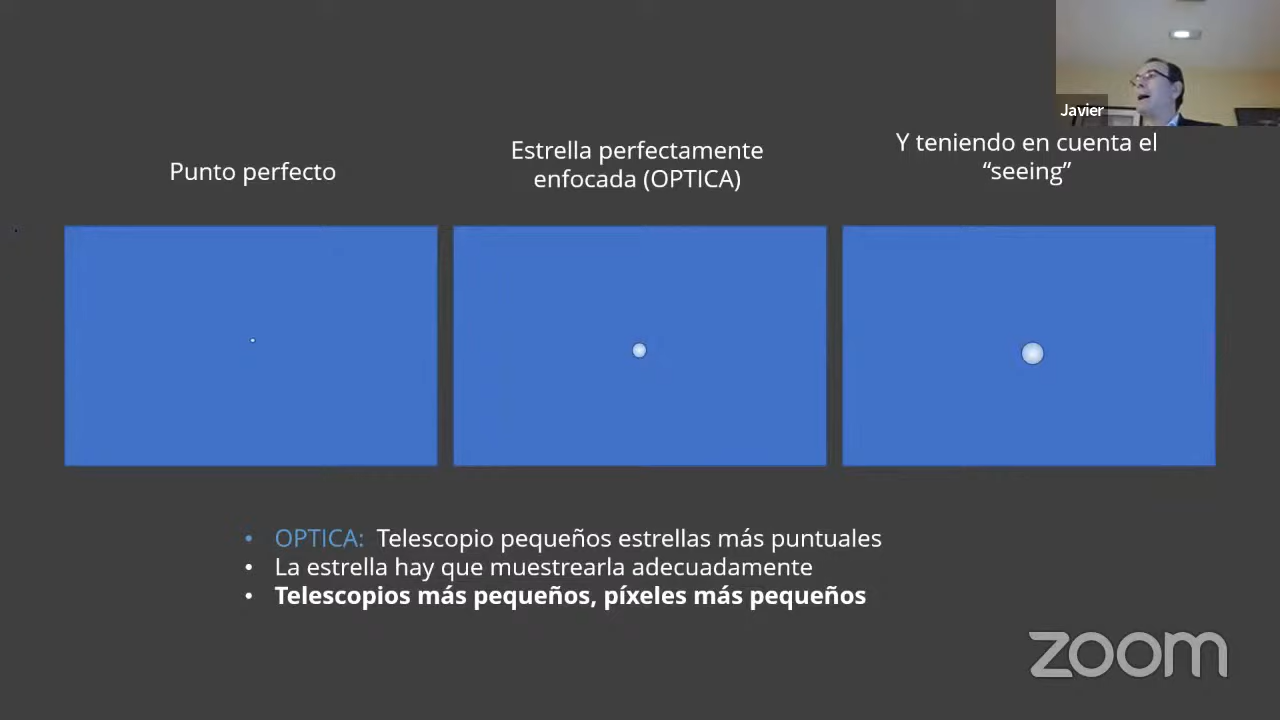 Javier
Punto perfecto
Estrella perfectamente
enfocada (OPTICA)
Y teniendo en cuenta el
“seeing”
• OPTICA: Telescopio pequeños estrellas más puntuales
• La estrella hay que muestrearla adecuadamente
• Telescopios más pequeños, píxeles más pequeños
zoom